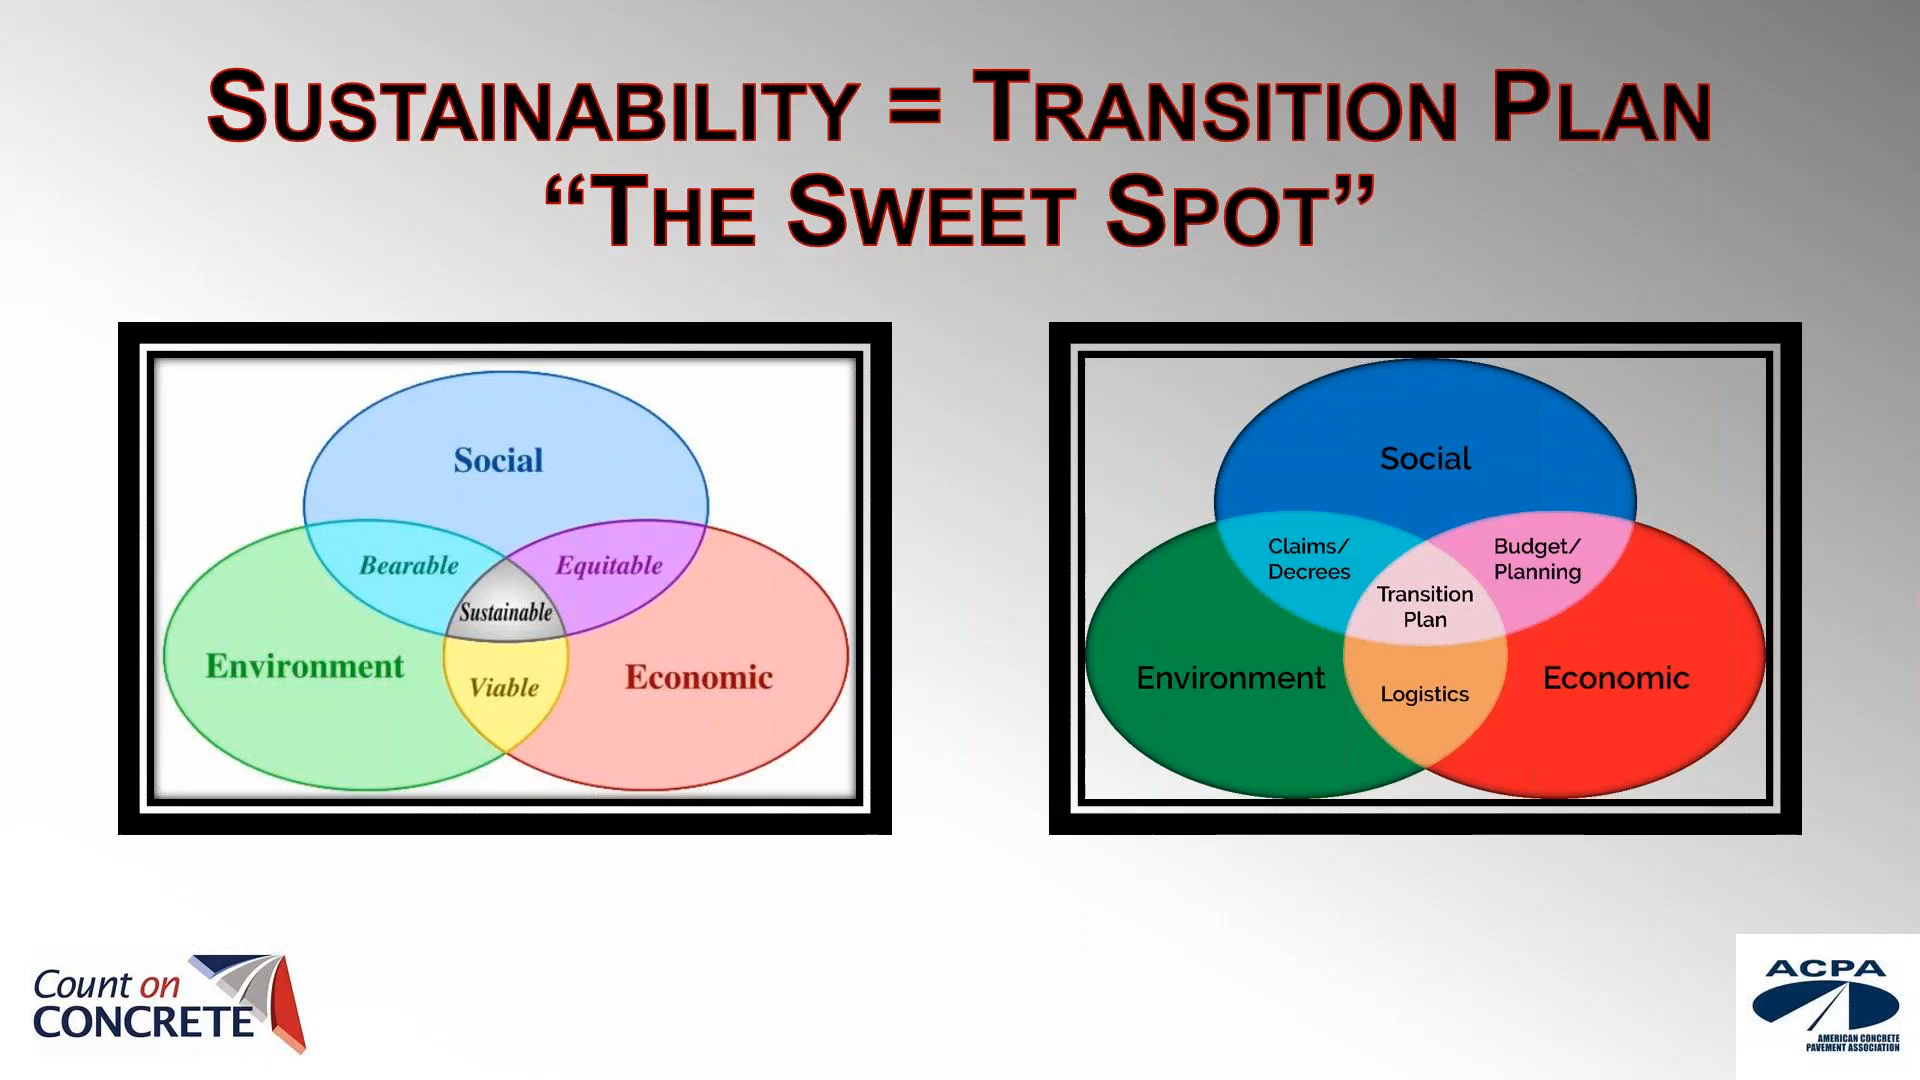 SUSTAINABILITY = TRANSITION PLAN
“THE SWEET SPOT”
Social
Bearable
Equitable
Sustainable
Environment
Economic
Viable
Social
Claims/
Decrees
Budget/
Planning
Transition
Plan
Environment
Economic
Logistics
Count on
CONCRETE
ACPA
AMERICAN CONCRETE
PAVEMENT ASSOCIATION